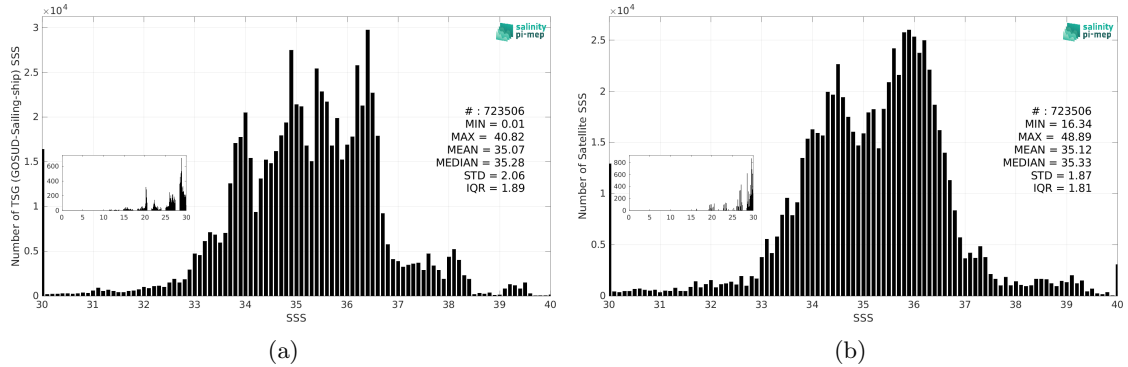 ×10⁴
3
2.5
2
1.5
1
0.5
0
Number of TSG (GOSUD-Sailing-ship) SSS
30 31 32 33 34 35 36 37 38 39 40
SSS
salinity
pi-mep
# : 723506
MIN = 0.01
MAX = 40.82
MEAN = 35.07
MEDIAN = 35.28
STD = 2.06
IQR = 1.89
600
400
200
0
0 5 10 15 20 25 30
(a)
×10⁴
2.5
2
1.5
1
0.5
0
Number of Satellite SSS
30 31 32 33 34 35 36 37 38 39 40
SSS
salinity
pi-mep
# : 723506
MIN = 16.34
MAX = 48.89
MEAN = 35.12
MEDIAN = 35.33
STD = 1.87
IQR = 1.81
800
600
400
200
0
0 5 10 15 20 25 30
(b)